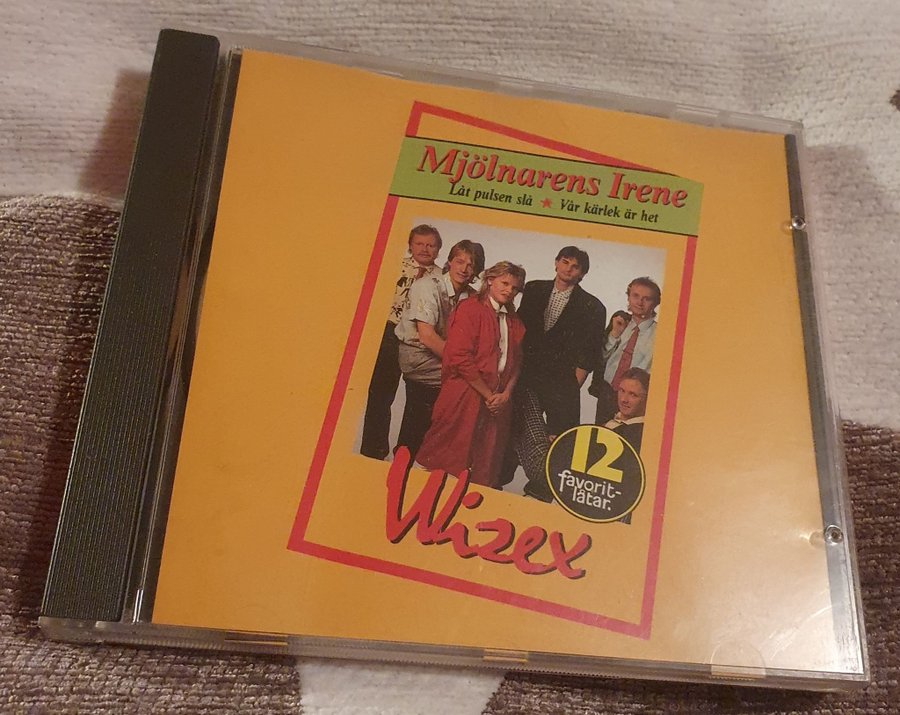 Mjölnarens Irene
Låt pulsen slå ★ Vår kärlek är het
12
favorit-
låtar.
Wizex